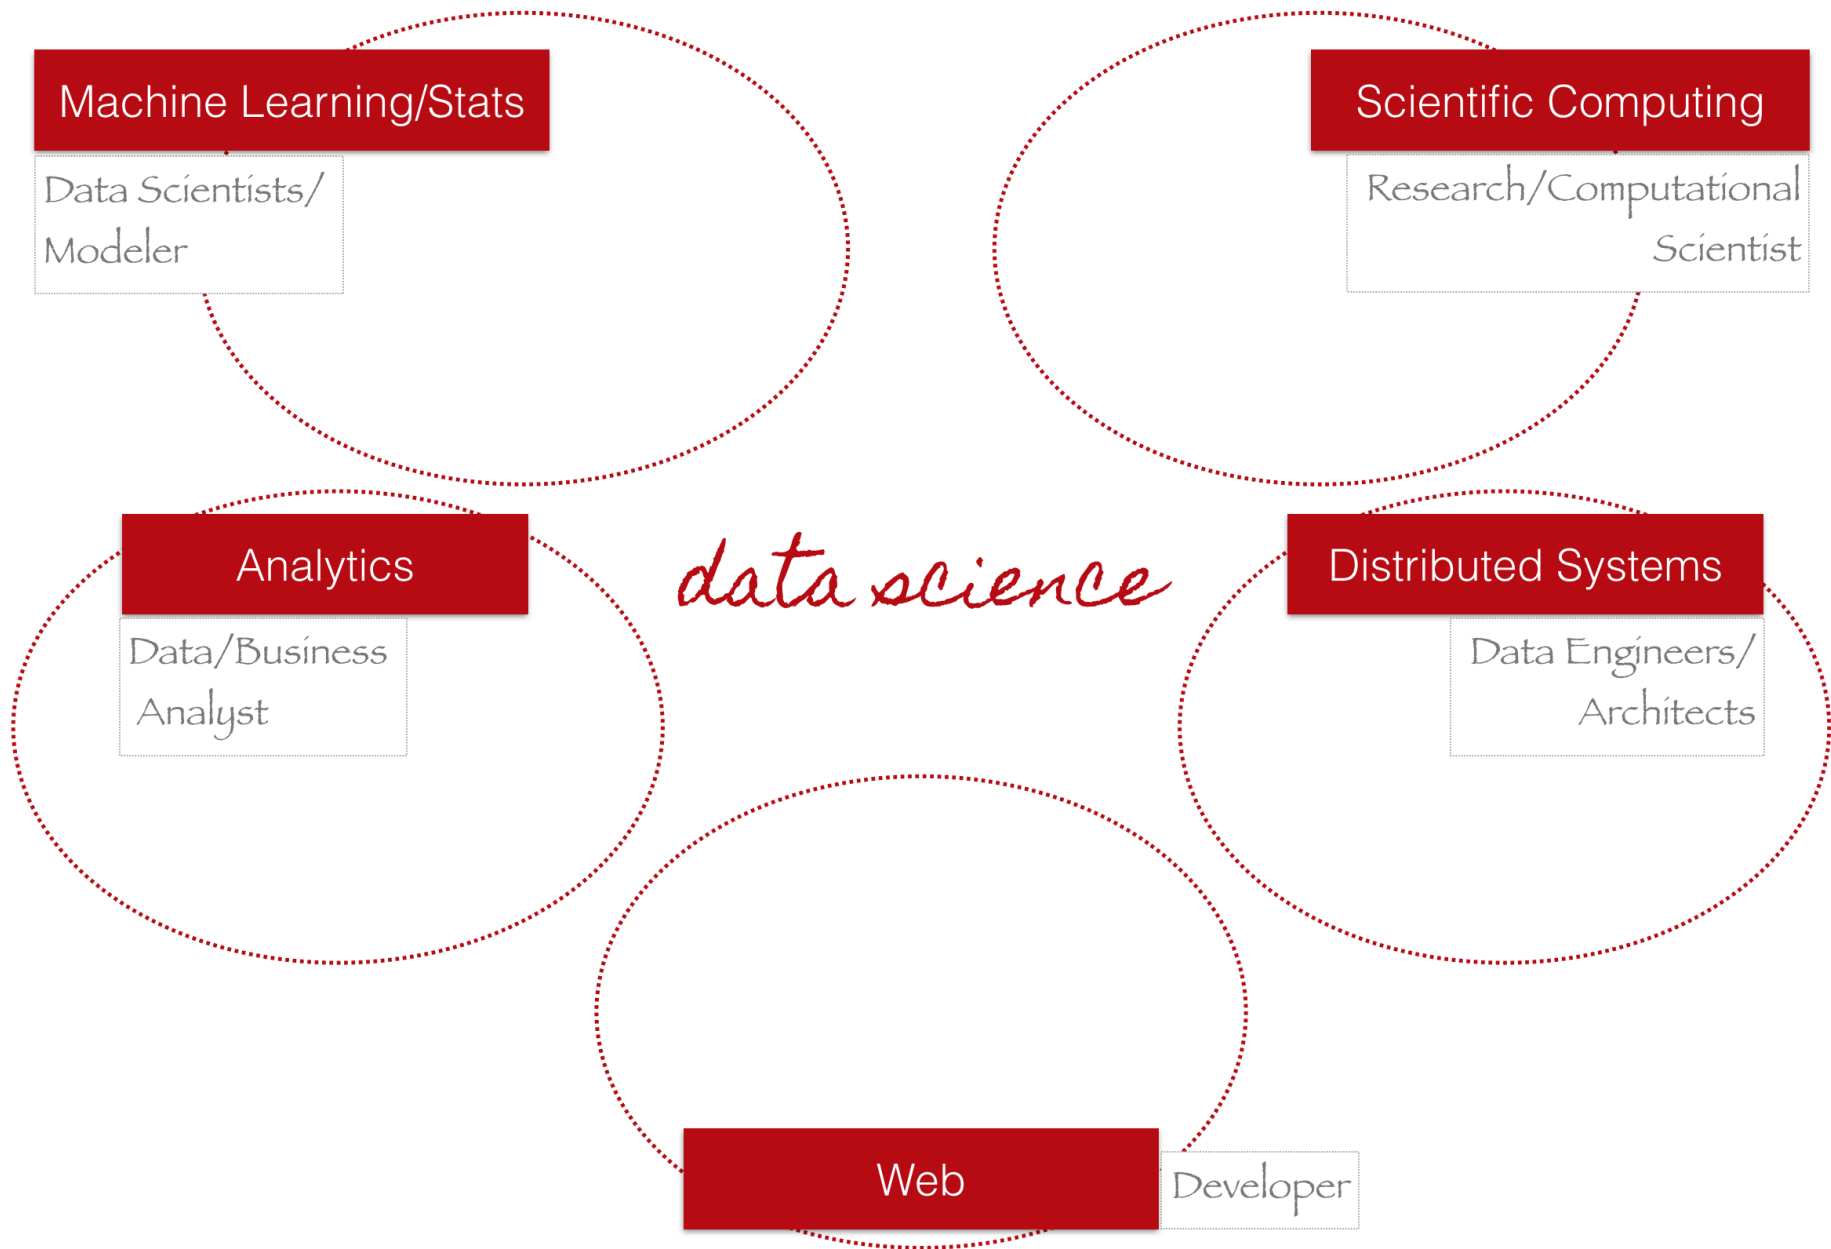 Machine Learning/Stats
Data Scientists/
Modeler
Scientific Computing
Research/Computational
Scientist
Analytics
Data/Business
Analyst
data science
Distributed Systems
Data Engineers/
Architects
Web
Developer